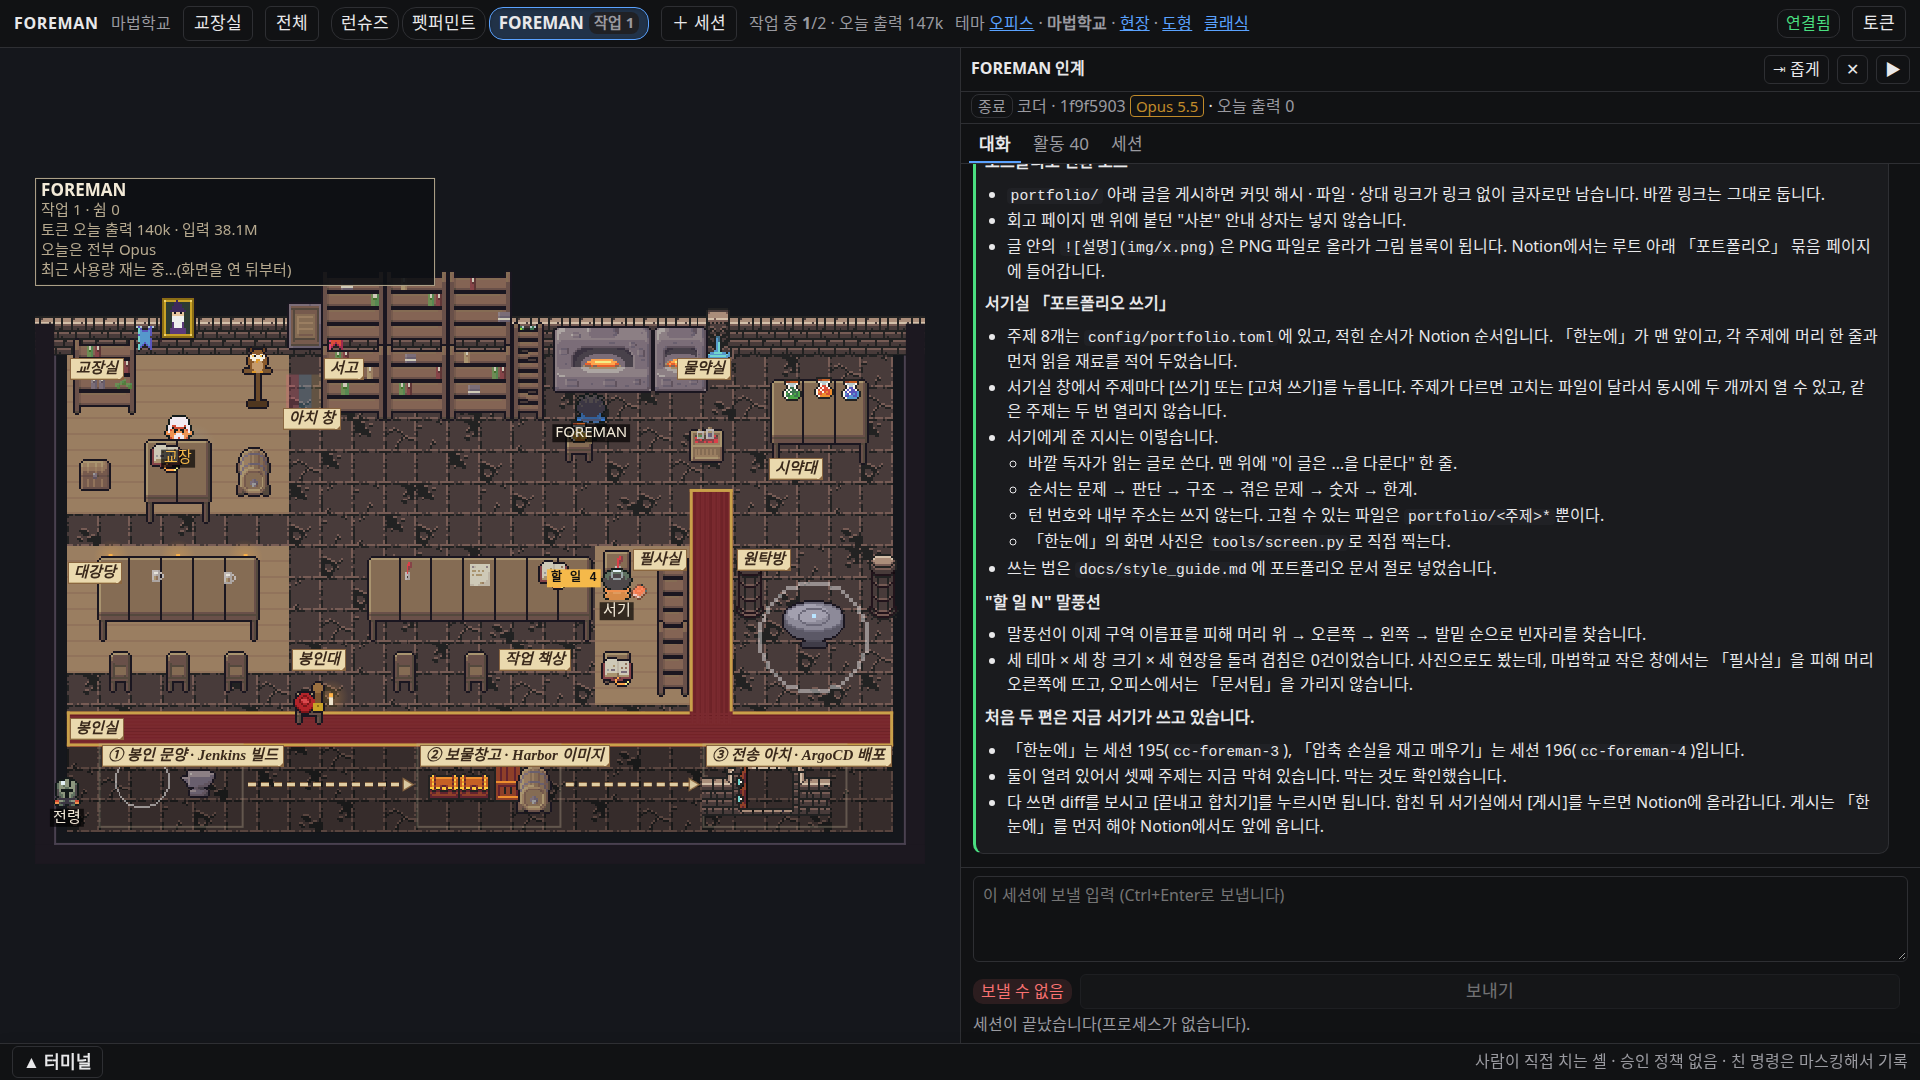 FOREMAN 마법학교 교장실 전체 런슈즈 펫퍼민트 FOREMAN 작업 1 + 세션 작업 중 1/2 · 오늘 출력 147k 테마 오피스 · 마법학교 · 현장 · 도형 클래식 연결됨 토큰
FOREMAN
작업 1 · 쉼 0
토큰 오늘 출력 140k · 입력 38.1M
오늘은 전부 Opus
최근 사용량 재는 중…(화면을 연 뒤부터)
교장실
서고
물약실
아치 창
FOREMAN
교장
시약대
대강당
할 일 4
필사실
원탁방
서기
봉인대
작업 책상
봉인실
① 봉인 문양 · Jenkins 빌드
② 보물창고 · Harbor 이미지
③ 전송 아치 · ArgoCD 배포
전령
FOREMAN 인계
⇥ 좁게 ✕ ▶
종료 코더 · 1f9f5903 Opus 5.5 · 오늘 출력 0
대화 활동 40 세션
portfolio/ 아래 글을 게시하면 커밋 해시 · 파일 · 상대 링크가 링크 없이 글자로만 남습니다. 바깥 링크는 그대로 둡니다.
회고 페이지 맨 위에 붙던 "사본" 안내 상자는 넣지 않습니다.
글 안의 ![설명](img/x.png) 은 PNG 파일로 올라가 그림 블록이 됩니다. Notion에서는 루트 아래 「포트폴리오」 묶음 페이지
에 들어갑니다.
서기실 「포트폴리오 쓰기」
주제 8개는 config/portfolio.toml 에 있고, 적힌 순서가 Notion 순서입니다. 「한눈에」가 맨 앞이고, 각 주제에 머리 한 줄과
먼저 읽을 재료를 적어 두었습니다.
서기실 창에서 주제마다 [쓰기] 또는 [고쳐 쓰기]를 누릅니다. 주제가 다르면 고치는 파일이 달라서 동시에 두 개까지 열 수 있고, 같
은 주제는 두 번 열리지 않습니다.
서기에게 준 지시는 이렇습니다.
바깥 독자가 읽는 글로 쓴다. 맨 위에 "이 글은 …을 다룬다" 한 줄.
순서는 문제 → 판단 → 구조 → 겪은 문제 → 숫자 → 한계.
턴 번호와 내부 주소는 쓰지 않는다. 고칠 수 있는 파일은 portfolio/<주제>* 뿐이다.
「한눈에」의 화면 사진은 tools/screen.py 로 직접 찍는다.
쓰는 법은 docs/style_guide.md 에 포트폴리오 문서 절로 넣었습니다.
"할 일 N" 말풍선
말풍선이 이제 구역 이름표를 피해 머리 위 → 오른쪽 → 왼쪽 → 발밑 순으로 빈자리를 찾습니다.
세 테마 × 세 창 크기 × 세 현장을 돌려 겹침은 0건이었습니다. 사진으로도 봤는데, 마법학교 작은 창에서는 「필사실」을 피해 머리
오른쪽에 뜨고, 오피스에서는 「문서팀」을 가리지 않습니다.
처음 두 편은 지금 서기가 쓰고 있습니다.
「한눈에」는 세션 195( cc-foreman-3 ), 「압축 손실을 재고 메우기」는 세션 196( cc-foreman-4 )입니다.
둘이 열려 있어서 셋째 주제는 지금 막혀 있습니다. 막는 것도 확인했습니다.
다 쓰면 diff를 보시고 [끝내고 합치기]를 누르시면 됩니다. 합친 뒤 서기실에서 [게시]를 누르면 Notion에 올라갑니다. 게시는 「한
눈에」를 먼저 해야 Notion에서도 앞에 옵니다.
이 세션에 보낼 입력 (Ctrl+Enter로 보냅니다)
보낼 수 없음 보내기
세션이 끝났습니다(프로세스가 없습니다).
▲ 터미널
사람이 직접 치는 셸 · 승인 정책 없음 · 친 명령은 마스킹해서 기록